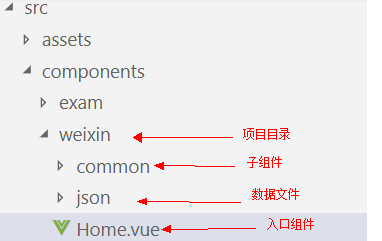 src
assets
components
exam
weixin 项目目录
common 子组件
json 数据文件
Home.vue 入口组件